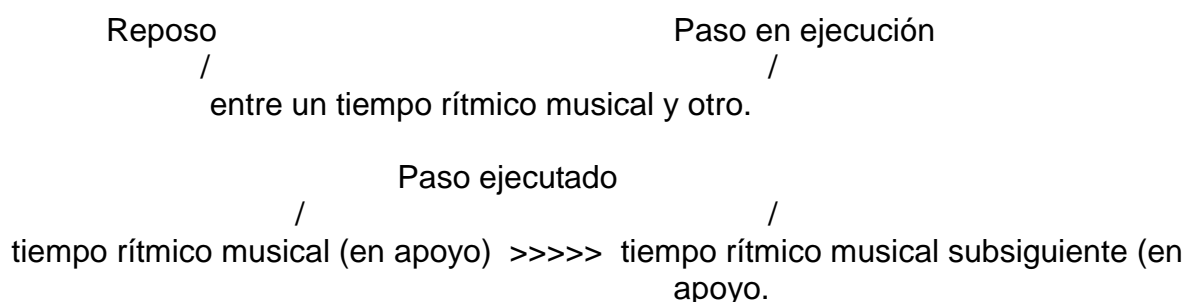 Reposo Paso en ejecución
/ /
entre un tiempo rítmico musical y otro.
Paso ejecutado
/ /
tiempo rítmico musical (en apoyo) >>>>> tiempo rítmico musical subsiguiente (en
apoyo.